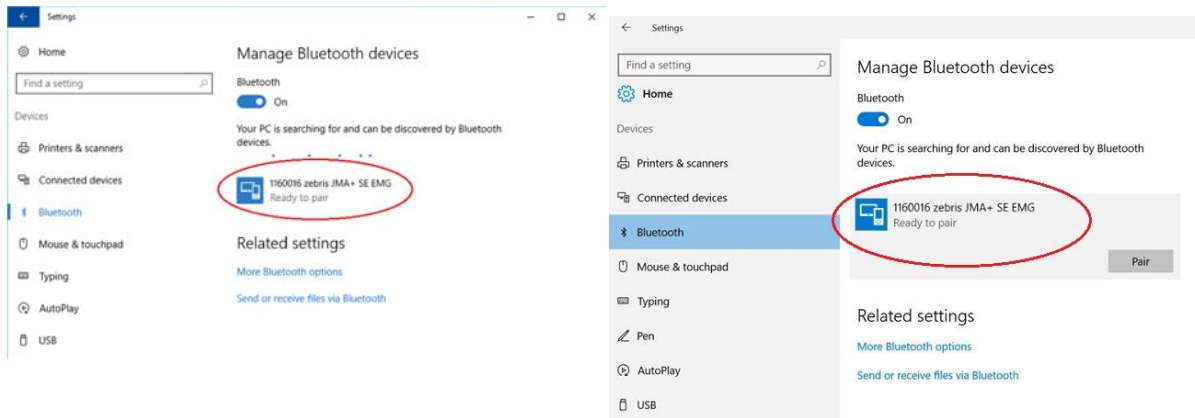 Settings
Home
Find a setting
Devices
Printers & scanners
Connected devices
Bluetooth
Mouse & touchpad
Typing
AutoPlay
USB
Manage Bluetooth devices
Bluetooth
On
Your PC is searching for and can be discovered by Bluetooth
devices.
1160016 zebris JMA+ SE EMG
Ready to pair
Related settings
More Bluetooth options
Send or receive files via Bluetooth
Settings
Find a setting
Home
Devices
Printers & scanners
Connected devices
Bluetooth
Mouse & touchpad
Typing
Pen
AutoPlay
USB
Manage Bluetooth devices
Bluetooth
On
Your PC is searching for and can be discovered by Bluetooth
devices.
1160016 zebris JMA+ SE EMG
Ready to pair
Pair
Related settings
More Bluetooth options
Send or receive files via Bluetooth